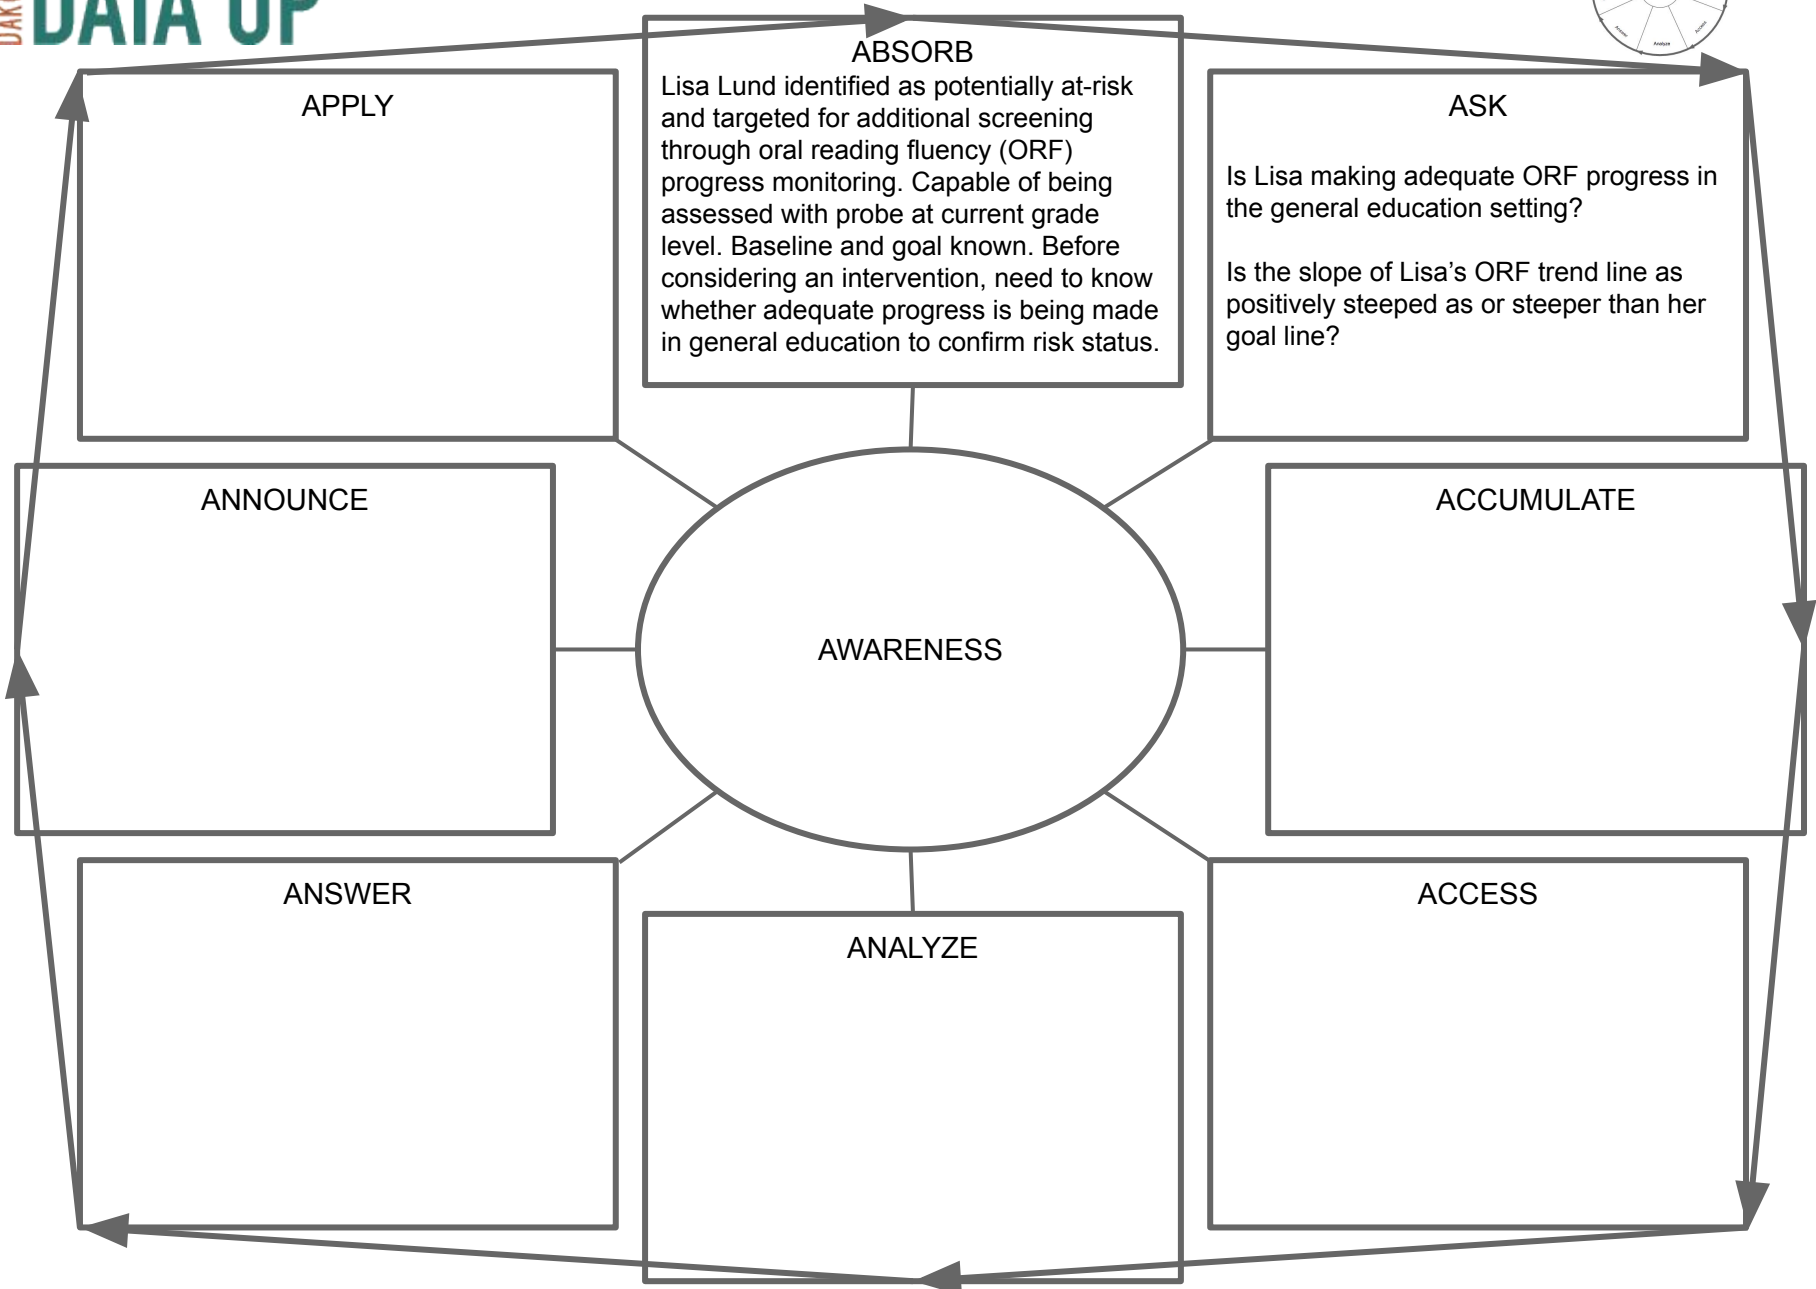 DATA UP
ABSORB
Lisa Lund identified as potentially at-risk
and targeted for additional screening
through oral reading fluency (ORF)
progress monitoring. Capable of being
assessed with probe at current grade
level. Baseline and goal known. Before
considering an intervention, need to know
whether adequate progress is being made
in general education to confirm risk status.
Answer
Analyze
Access
APPLY
ASK
Is Lisa making adequate ORF progress in
the general education setting?
Is the slope of Lisa’s ORF trend line as
positively steeped as or steeper than her
goal line?
ANNOUNCE
ACCUMULATE
AWARENESS
ANSWER
ACCESS
ANALYZE